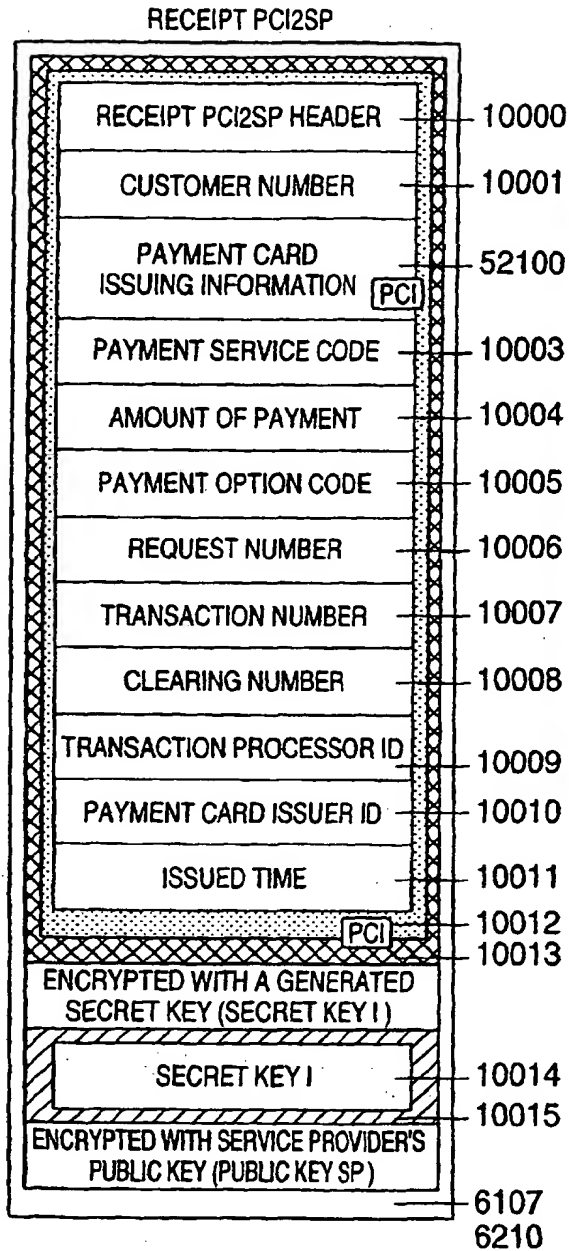 RECEIPT PCI2SP
RECEIPT PCI2SP HEADER 10000
CUSTOMER NUMBER 10001
PAYMENT CARD
ISSUING INFORMATION 52100
PCI
PAYMENT SERVICE CODE 10003
AMOUNT OF PAYMENT 10004
PAYMENT OPTION CODE 10005
REQUEST NUMBER 10006
TRANSACTION NUMBER 10007
CLEARING NUMBER 10008
TRANSACTION PROCESSOR ID 10009
PAYMENT CARD ISSUER ID 10010
ISSUED TIME 10011
10012
PCI
10013
ENCRYPTED WITH A GENERATED
SECRET KEY (SECRET KEY I)
SECRET KEY I 10014
10015
ENCRYPTED WITH SERVICE PROVIDER'S
PUBLIC KEY (PUBLIC KEY SP)
6107
6210